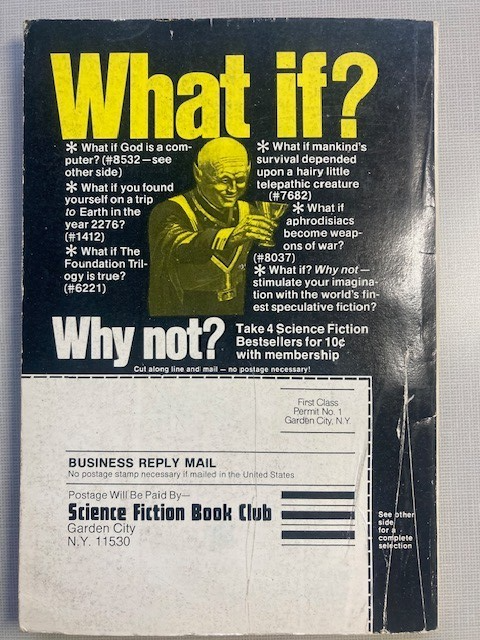 What if?
* What if God is a com-
puter? (#8532—see
other side)
* What if you found
yourself on a trip
to Earth in the
year 2276?
(#1412)
* What if The
Foundation Tril-
ogy is true?
(#6221)
* What if mankind's
survival depended
upon a hairy little
telepathic creature
(#7682)
* What if
aphrodisiacs
become weap-
ons of war?
(#8037)
* What if? Why not—
stimulate your imagina-
tion with the world's fin-
est speculative fiction?
Why not?
Take 4 Science Fiction
Bestsellers for 10¢
with membership
Cut along line and mail — no postage necessary!
First Class
Permit No. 1
Garden City, N.Y.
BUSINESS REPLY MAIL
No postage stamp necessary if mailed in the United States
Postage Will Be Paid By—
Science Fiction Book Club
Garden City
N.Y. 11530
See other
side
for a
complete
selection